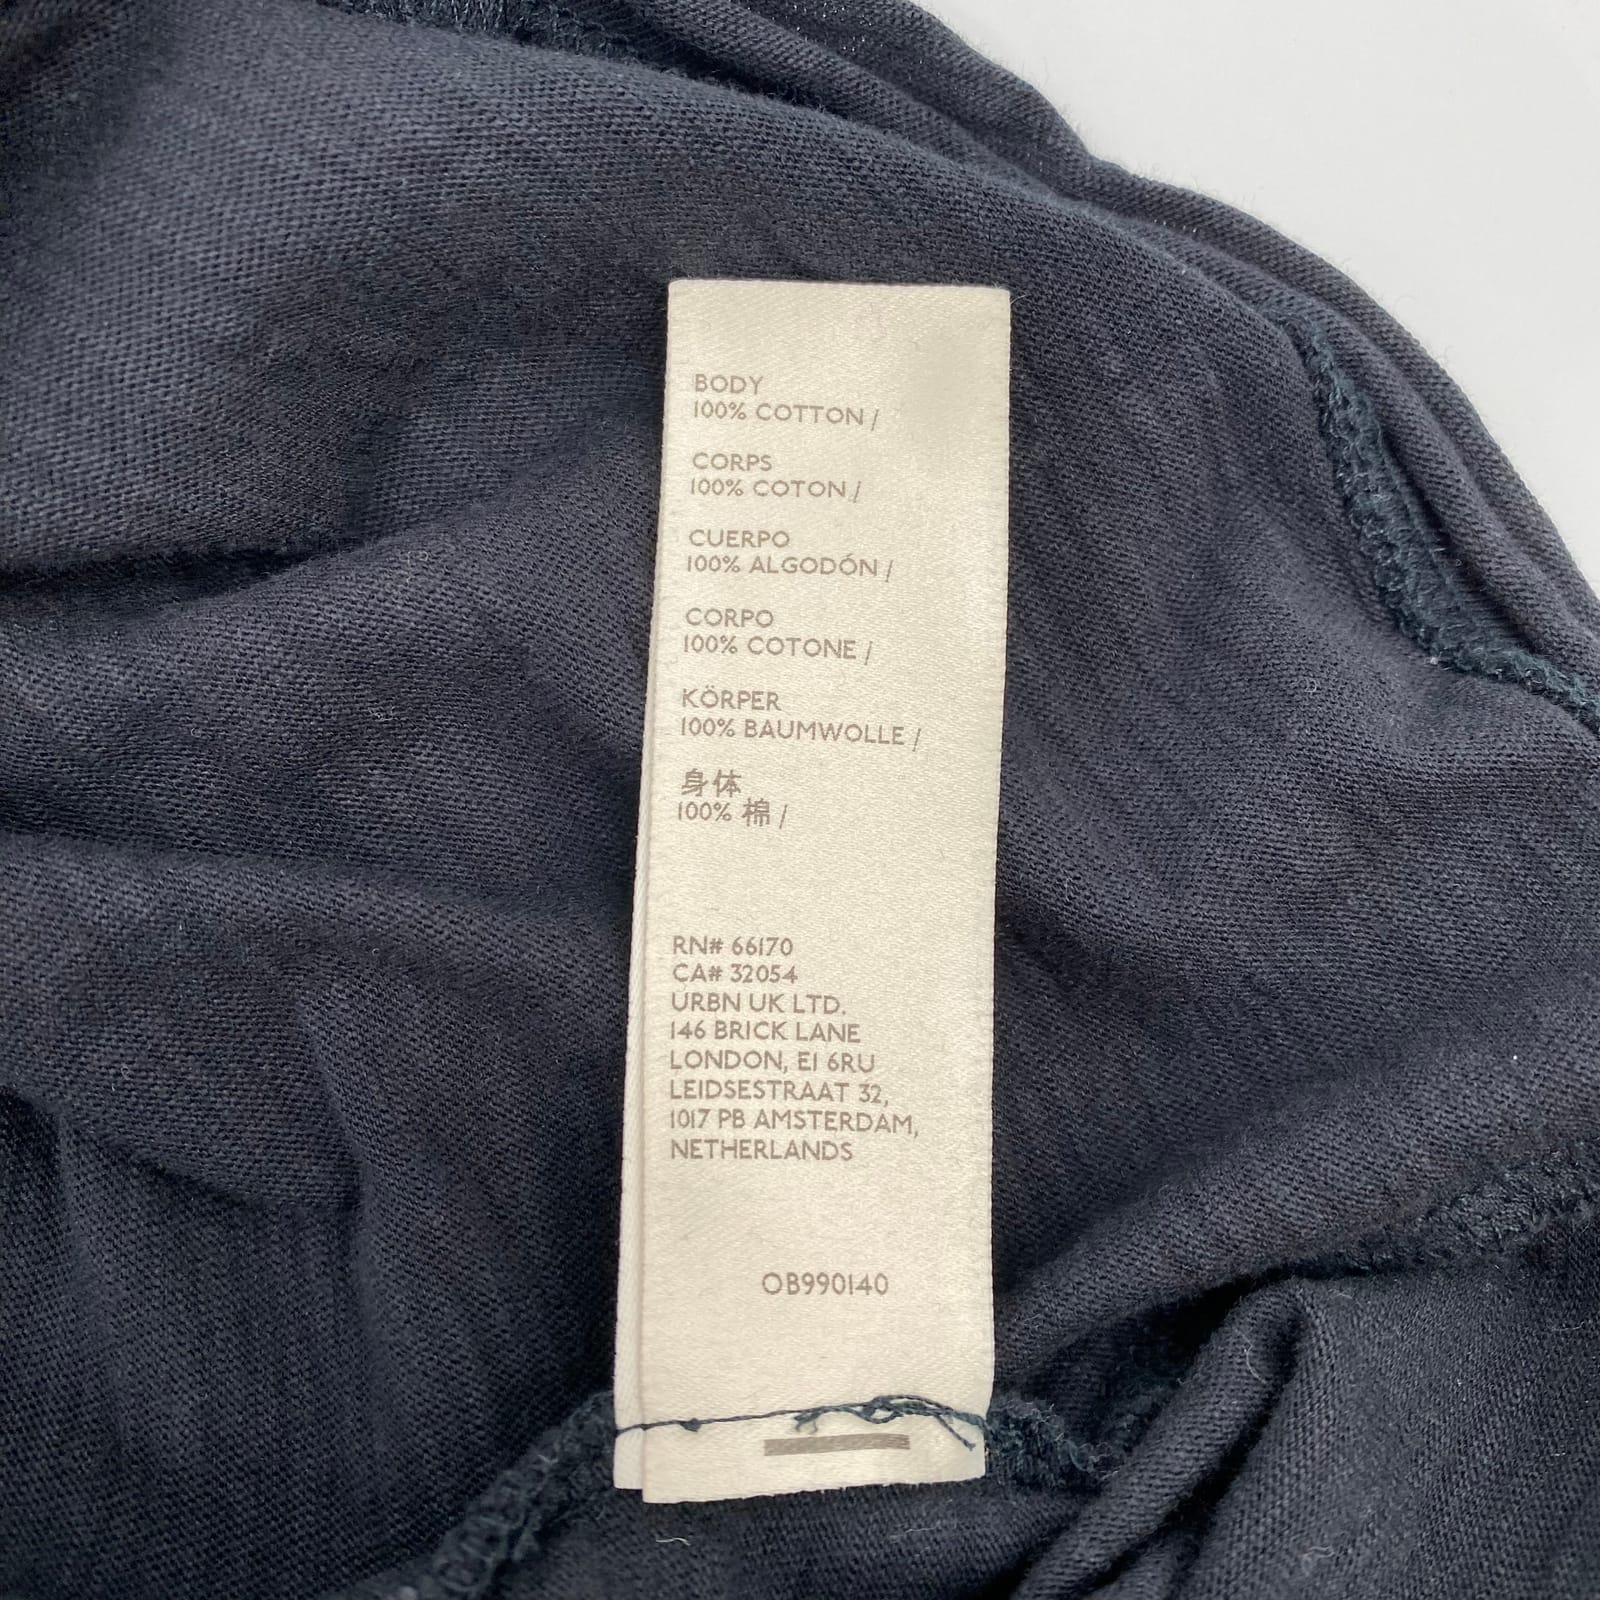 BODY
100% COTTON /
CORPS
100% COTON /
CUERPO
100% ALGODÓN /
CORPO
100% COTONE /
KÖRPER
100% BAUMWOLLE /
身体
100% 棉 /
RN# 66170
CA# 32054
URBN UK LTD.
146 BRICK LANE
LONDON, E1 6RU
LEIDSESTRAAT 32,
1017 PB AMSTERDAM,
NETHERLANDS
OB990140